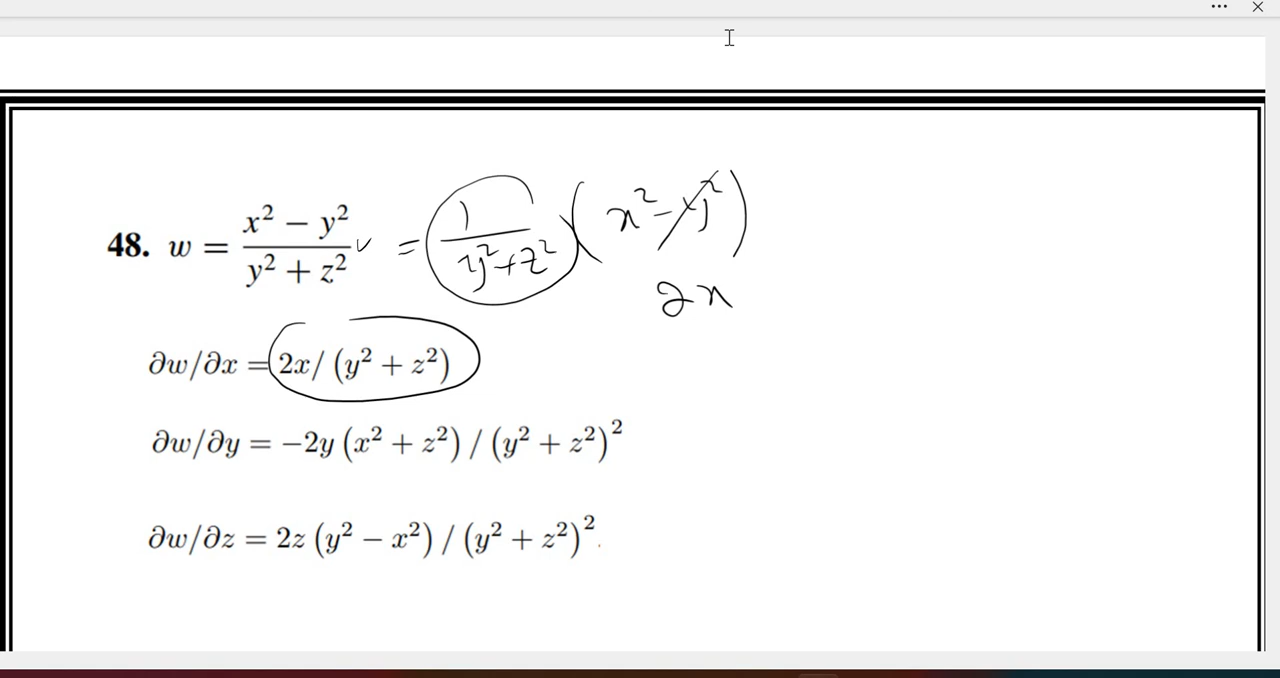 48. w = (x² − y²)/(y² + z²) = 1/(y²+z²) (x² − y²)
2x
∂w/∂x = 2x/ (y² + z²)
∂w/∂y = −2y (x² + z²) / (y² + z²)²
∂w/∂z = 2z (y² − x²) / (y² + z²)².